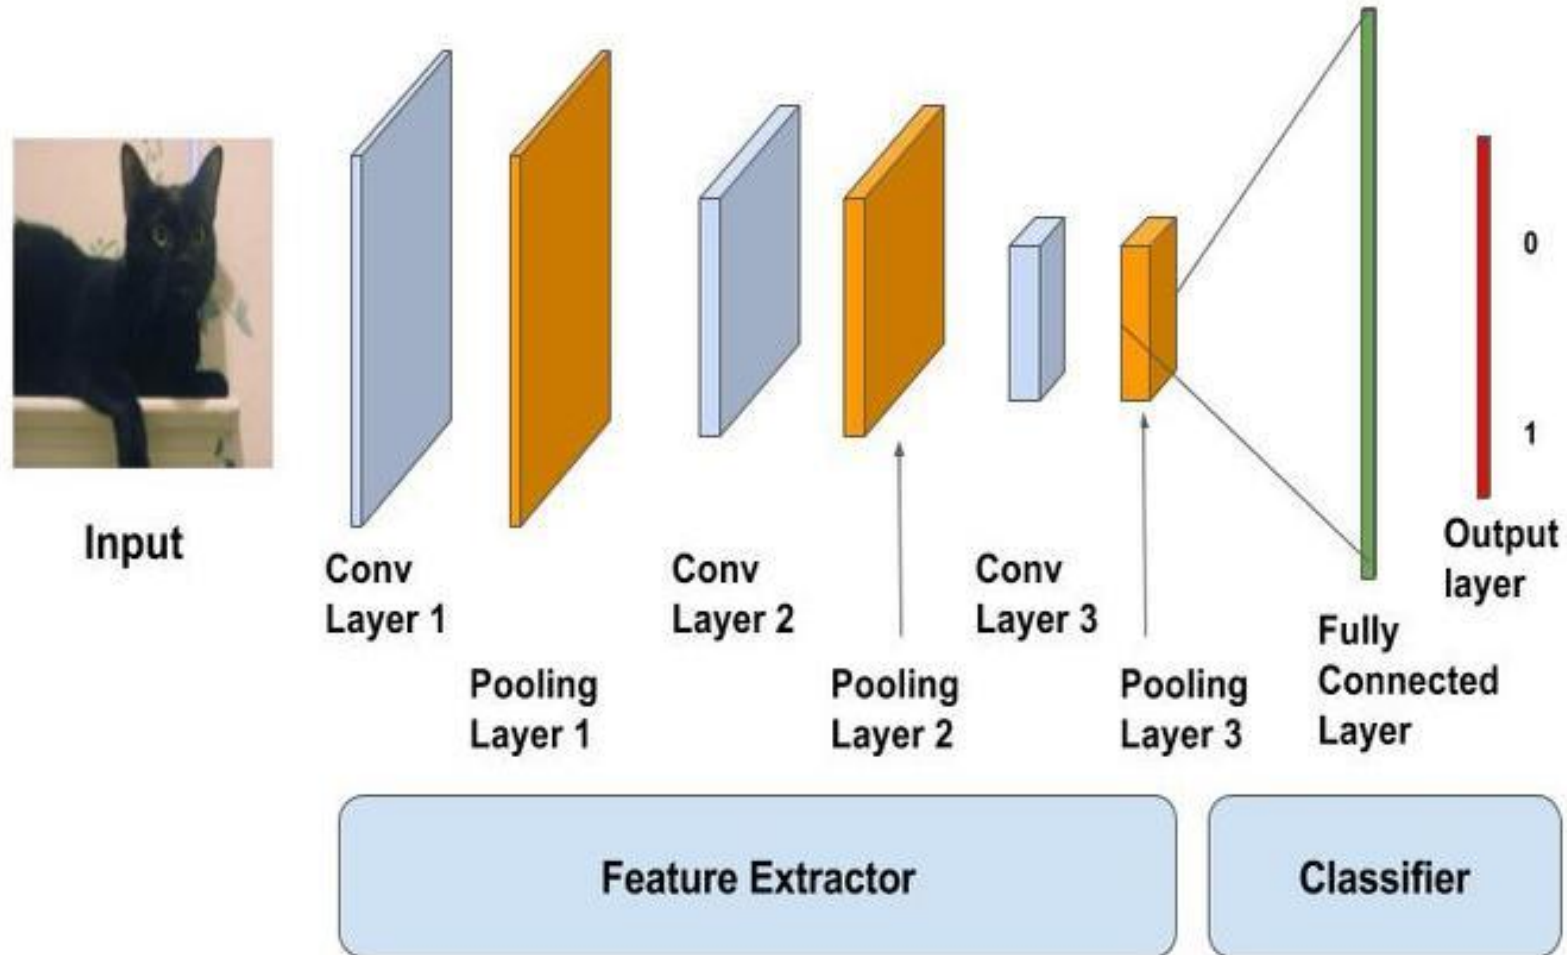 Input
Conv
Layer 1
Pooling
Layer 1
Conv
Layer 2
Pooling
Layer 2
Conv
Layer 3
Pooling
Layer 3
Fully
Connected
Layer
0
1
Output
layer
Feature Extractor
Classifier